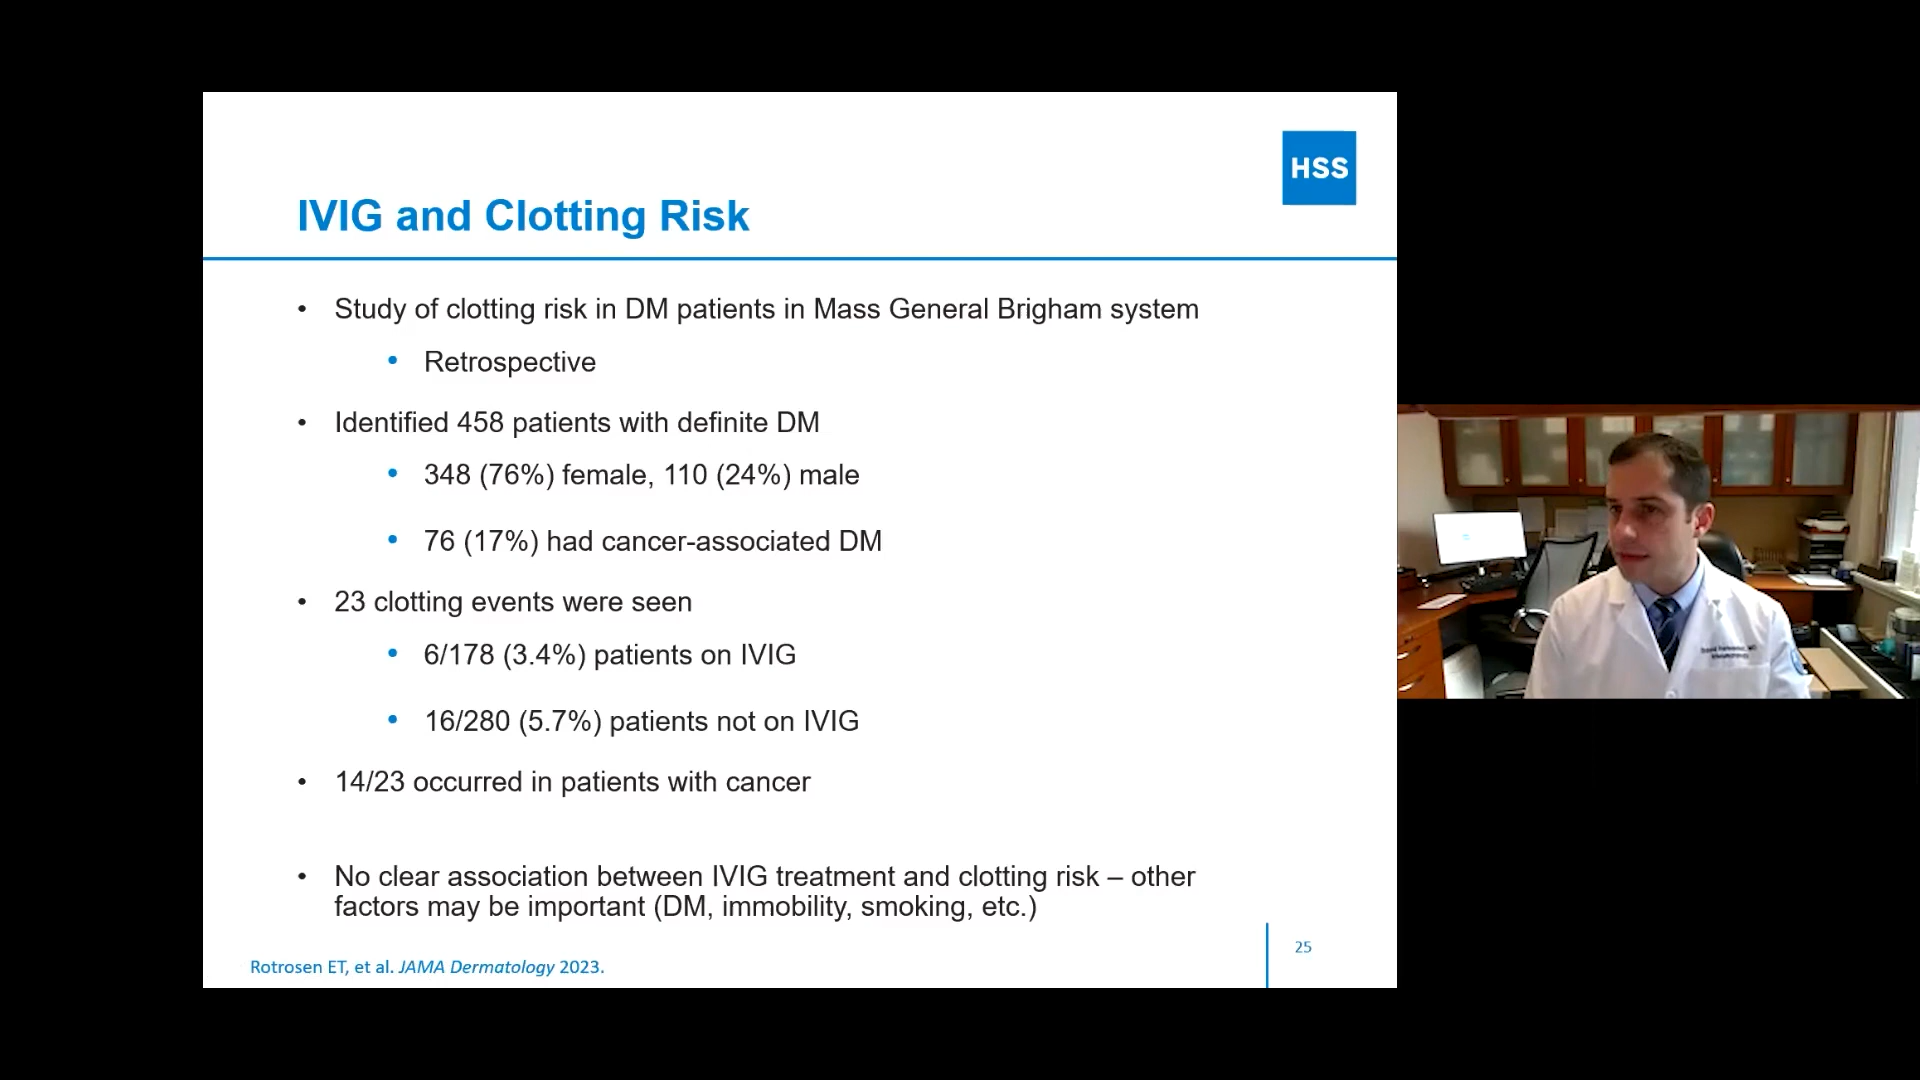 HSS
IVIG and Clotting Risk
• Study of clotting risk in DM patients in Mass General Brigham system
• Retrospective
• Identified 458 patients with definite DM
• 348 (76%) female, 110 (24%) male
• 76 (17%) had cancer-associated DM
• 23 clotting events were seen
• 6/178 (3.4%) patients on IVIG
• 16/280 (5.7%) patients not on IVIG
• 14/23 occurred in patients with cancer
• No clear association between IVIG treatment and clotting risk – other
factors may be important (DM, immobility, smoking, etc.)
25
Rotrosen ET, et al. JAMA Dermatology 2023.